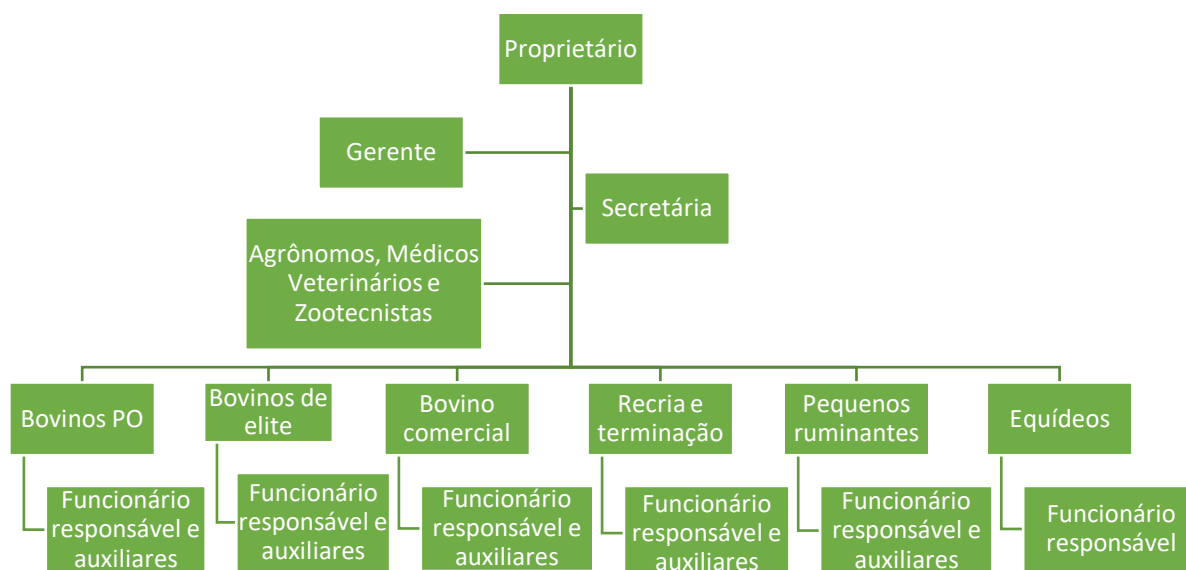 Proprietário
Gerente
Secretária
Agrônomos, Médicos
Veterinários e
Zootecnistas
Bovinos PO
Bovinos de
elite
Bovino
comercial
Recria e
terminação
Pequenos
ruminantes
Equídeos
Funcionário
responsável e
auxiliares
Funcionário
responsável e
auxiliares
Funcionário
responsável e
auxiliares
Funcionário
responsável e
auxiliares
Funcionário
responsável e
auxiliares
Funcionário
responsável